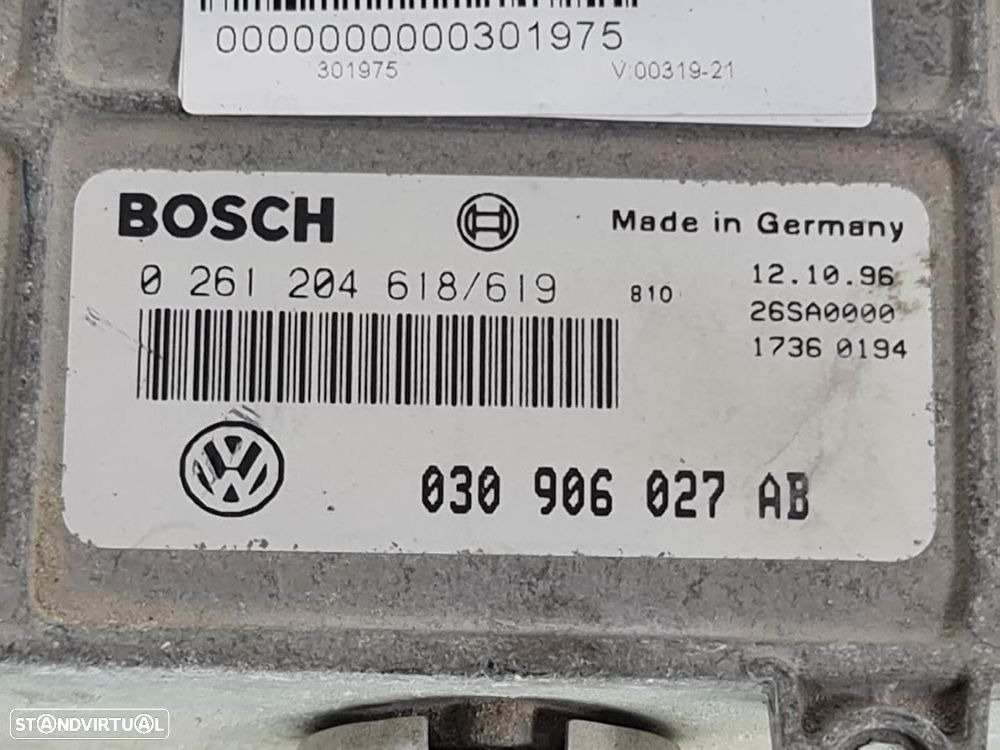 0000000000301975
301975 V:00319-21
BOSCH Made in Germany
0 261 204 618/619 810 12.10.96
26SA0000
1736 0194
030 906 027 AB
STANDVIRTUAL